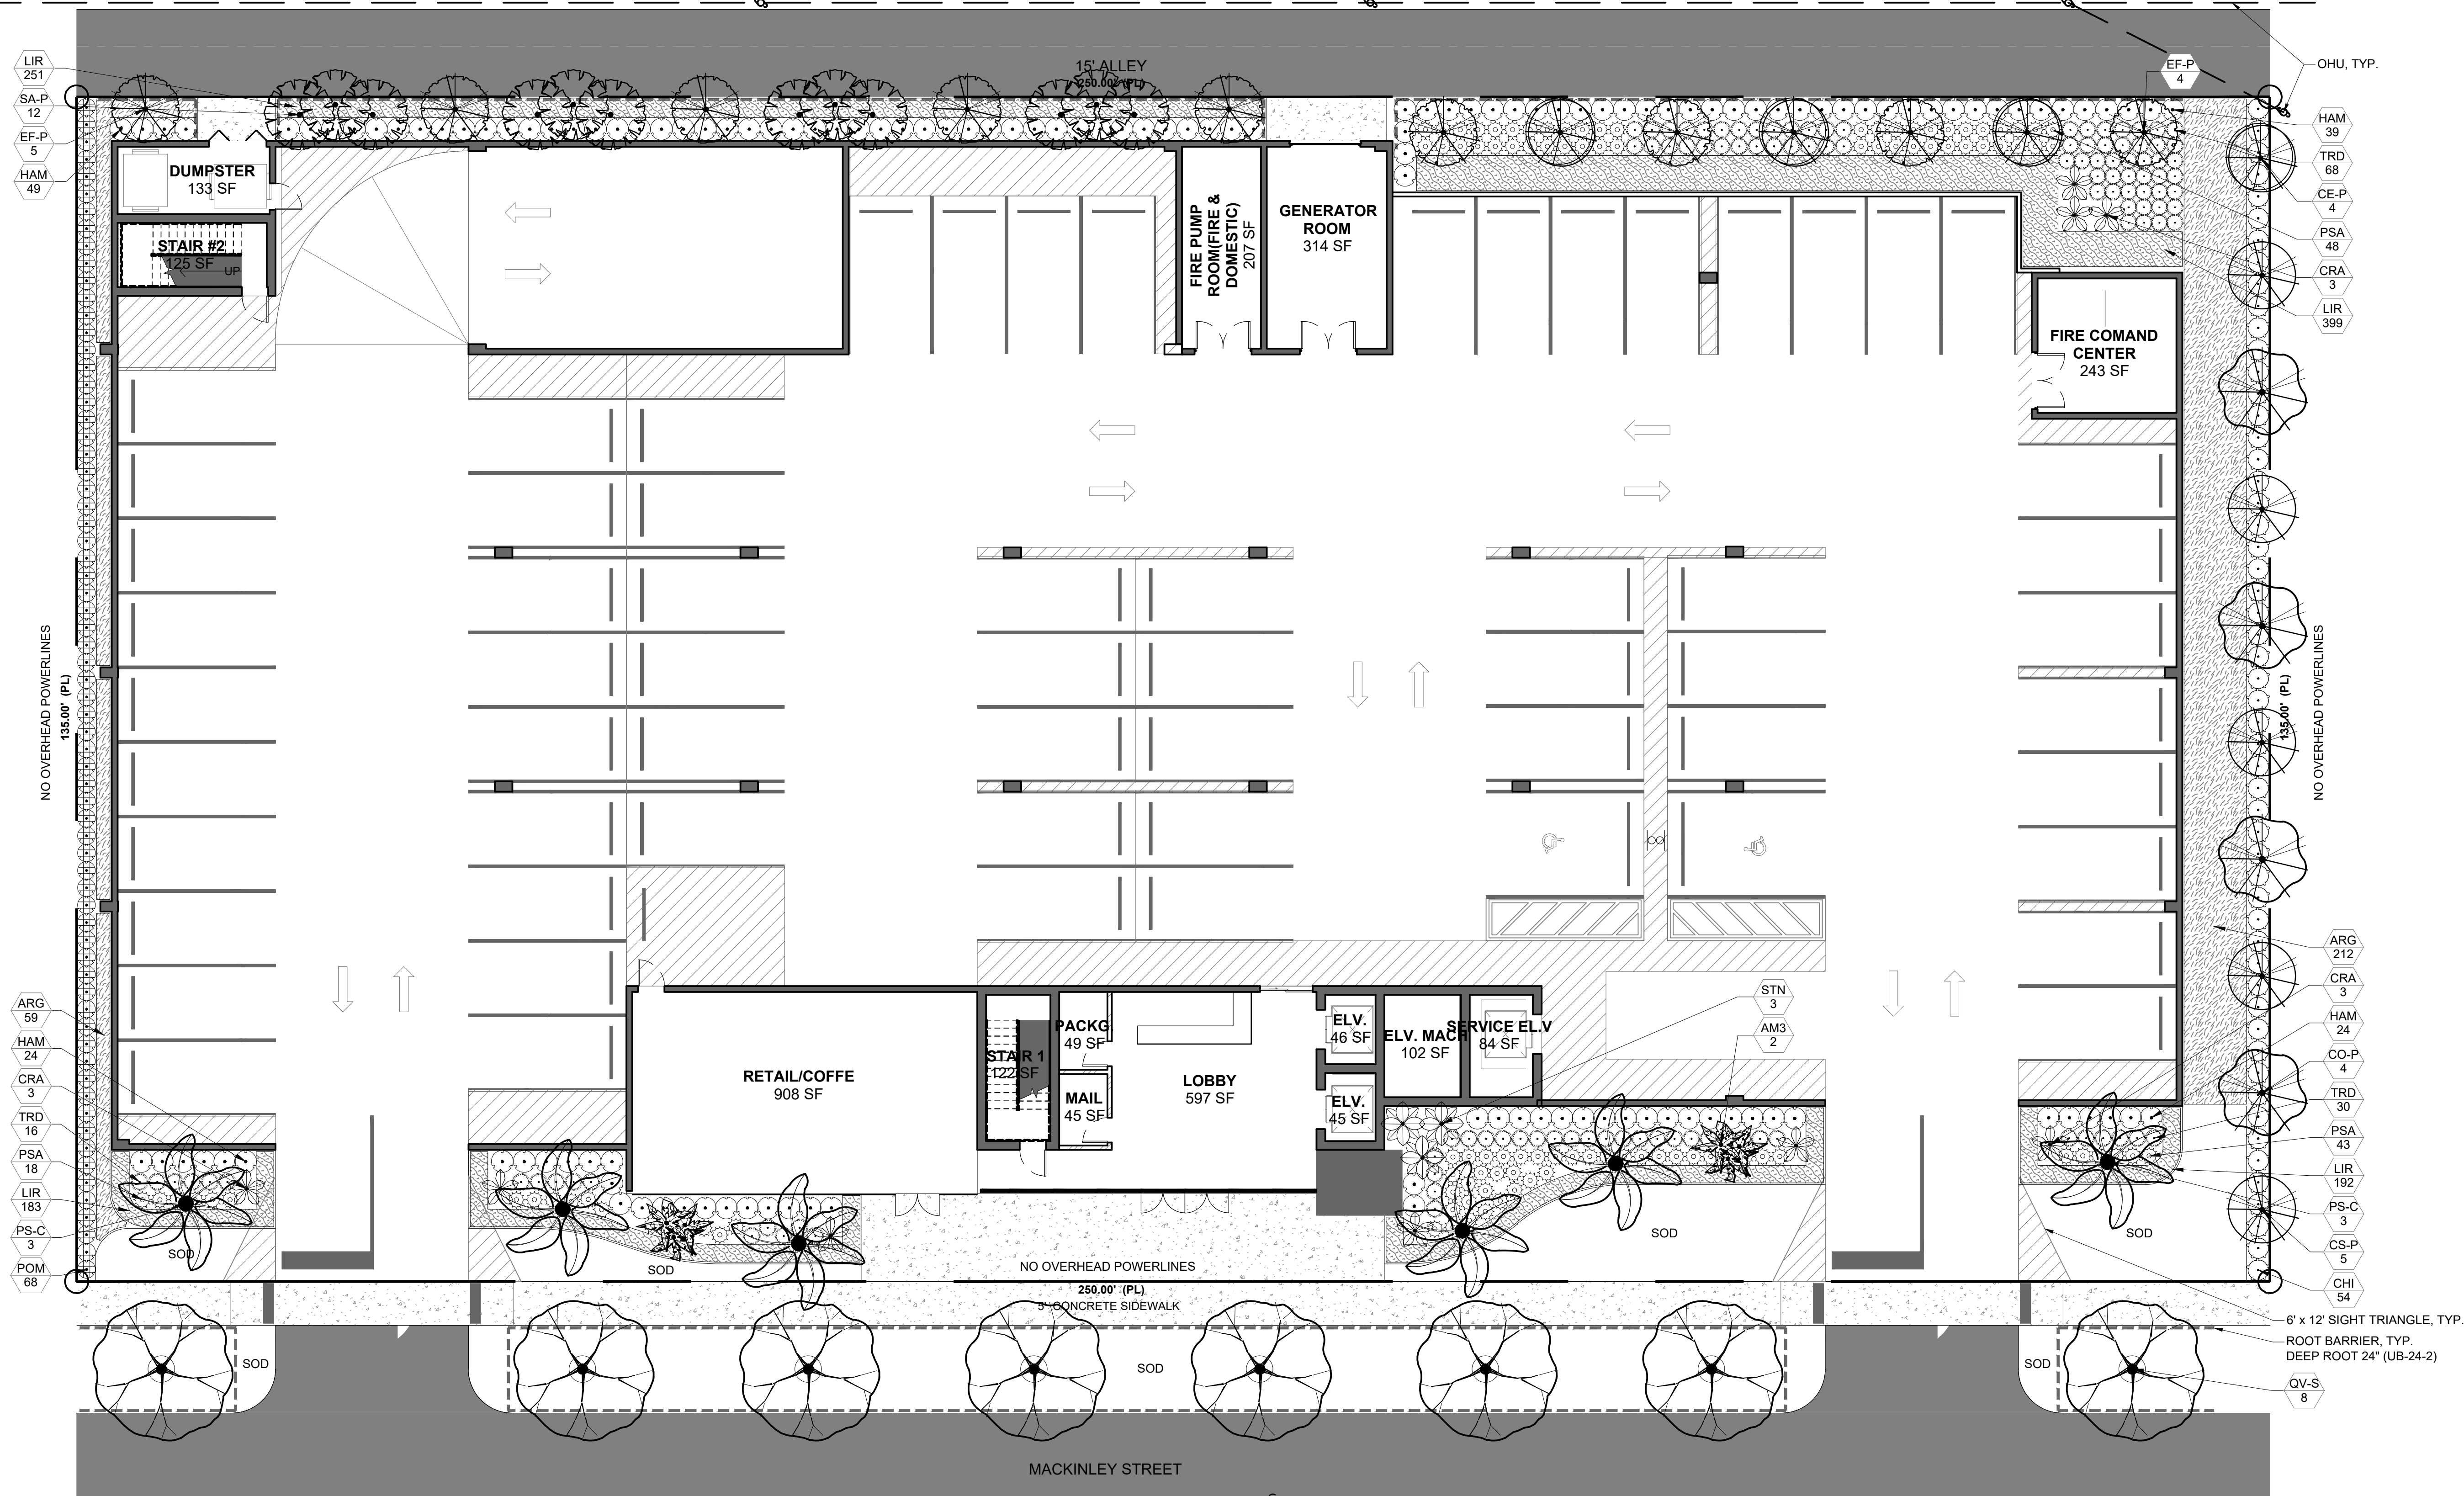 15' ALLEY
250.00' (PL)
OHU, TYP.
LIR
251
SA-P
12
EF-P
5
HAM
49
EF-P
4
HAM
39
TRD
68
CE-P
4
PSA
48
CRA
3
LIR
399
DUMPSTER
133 SF
STAIR #2
125 SF
UP
FIRE PUMP
ROOM(FIRE &
DOMESTIC)
207 SF
GENERATOR
ROOM
314 SF
FIRE COMAND
CENTER
243 SF
NO OVERHEAD POWERLINES
135.00' (PL)
135.00' (PL)
NO OVERHEAD POWERLINES
ARG
59
HAM
24
CRA
3
TRD
16
PSA
18
LIR
183
PS-C
3
POM
68
RETAIL/COFFE
908 SF
STAIR 1
122 SF
PACKG.
49 SF
MAIL
45 SF
LOBBY
597 SF
ELV.
46 SF
ELV.
45 SF
ELV. MACH
102 SF
SERVICE EL.V
84 SF
STN
3
AM3
2
ARG
212
CRA
3
HAM
24
CO-P
4
TRD
30
PSA
43
LIR
192
PS-C
3
CS-P
5
CHI
54
SOD
SOD
SOD
SOD
NO OVERHEAD POWERLINES
250.00' (PL)
5' CONCRETE SIDEWALK
6' x 12' SIGHT TRIANGLE, TYP.
ROOT BARRIER, TYP.
DEEP ROOT 24" (UB-24-2)
SOD
SOD
SOD
QV-S
8
MACKINLEY STREET